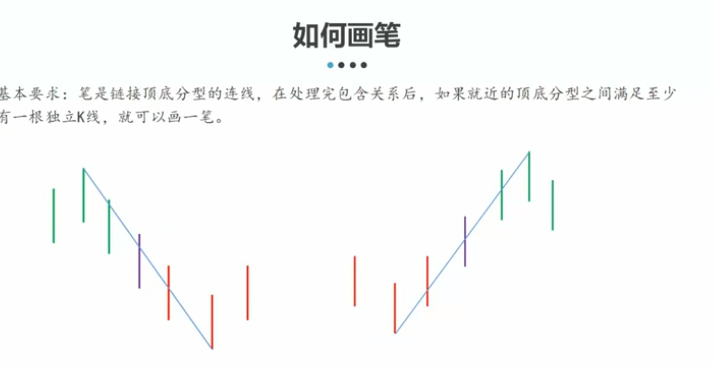 如何画笔
基本要求：笔是链接顶底分型的连线，在处理完包含关系后，如果就近的顶底分型之间满足至少
有一根独立K线，就可以画一笔。